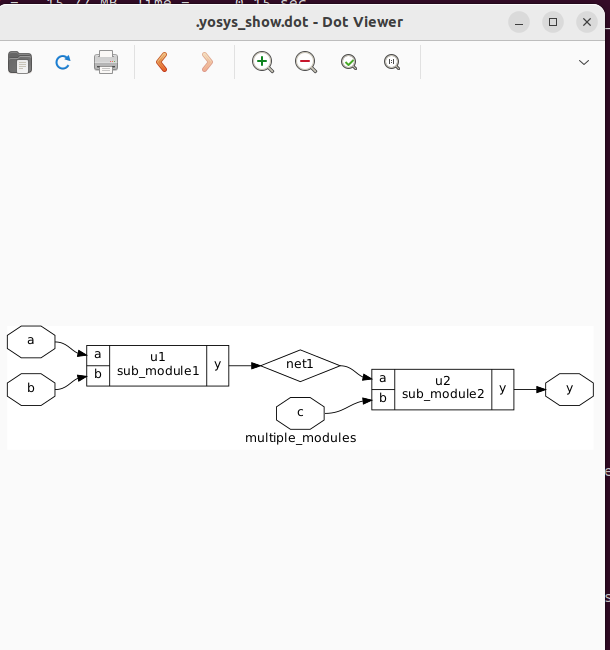 .yosys_show.dot - Dot Viewer
a
b
a
b
u1
sub_module1
y
net1
c
a
b
u2
sub_module2
y
y
multiple_modules